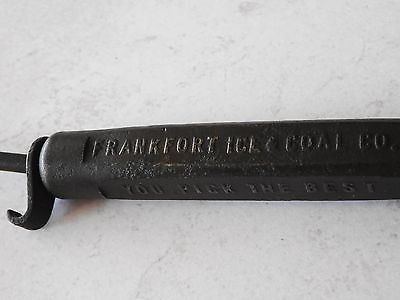 FRANKFORT ICE & COAL CO.
YOU PICK THE BEST